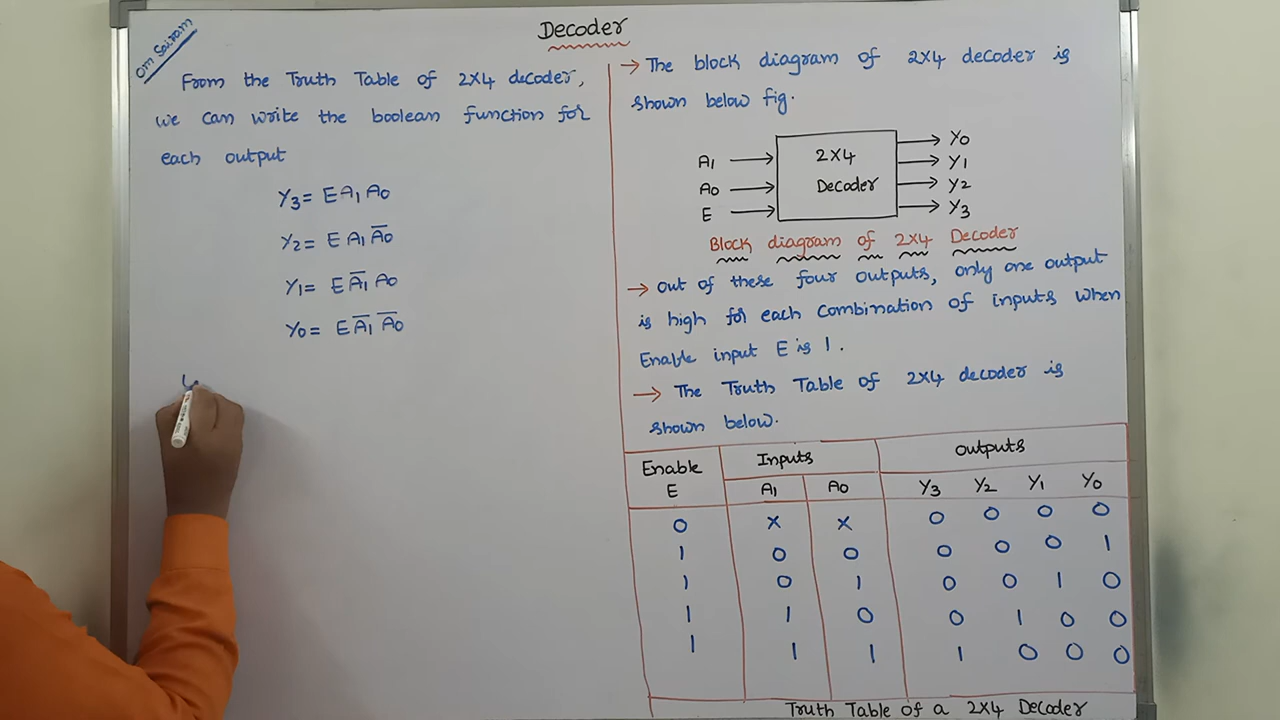 Decoder
Om Sairam
From the Truth Table of 2x4 decoder,
we can write the boolean function for
each output
Y3 = E A1 A0
Y2 = E A1 A̅0̅
Y1 = E A̅1̅ A0
Y0 = E A̅1̅ A̅0̅
→ The block diagram of 2x4 decoder is
shown below fig.
A1 2x4 Y0
A0 Decoder Y1
E Y2
Y3
Block diagram of 2x4 Decoder
→ out of these four outputs, only one output
is high for each combination of inputs when
Enable input E is 1.
→ The Truth Table of 2x4 decoder is
shown below.
Enable Inputs outputs
E A1 A0 Y3 Y2 Y1 Y0
0 x x 0 0 0 0
1 0 0 0 0 0 1
1 0 1 0 0 1 0
1 1 0 0 1 0 0
1 1 1 1 0 0 0
Truth Table of a 2x4 Decoder